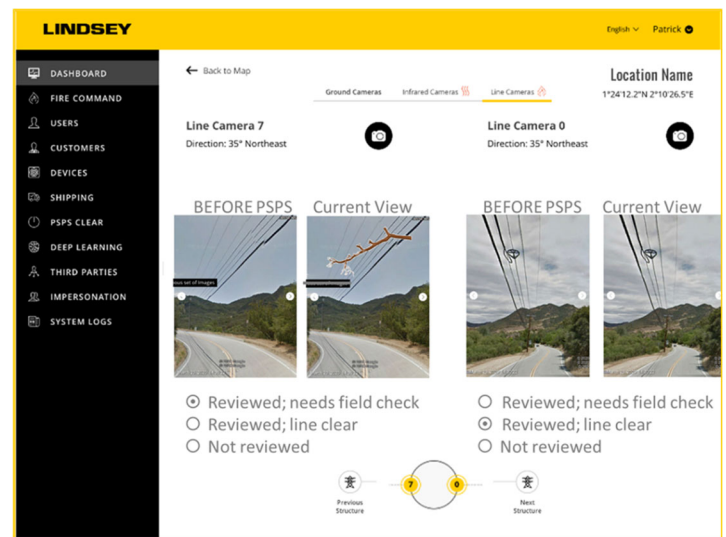 LINDSEY
English
Patrick
DASHBOARD
FIRE COMMAND
USERS
CUSTOMERS
DEVICES
SHIPPING
PSPS CLEAR
DEEP LEARNING
THIRD PARTIES
IMPERSONATION
SYSTEM LOGS
Back to Map
Ground Cameras Infrared Cameras Line Cameras
Location Name
1°24'12.2"N 2°10'26.5"E
Line Camera 7
Direction: 35° Northeast
Line Camera 0
Direction: 35° Northeast
BEFORE PSPS Current View
BEFORE PSPS Current View
set of images
Reviewed; needs field check
Reviewed; line clear
Not reviewed
Reviewed; needs field check
Reviewed; line clear
Not reviewed
7
0
Previous
Structure
Next
Structure